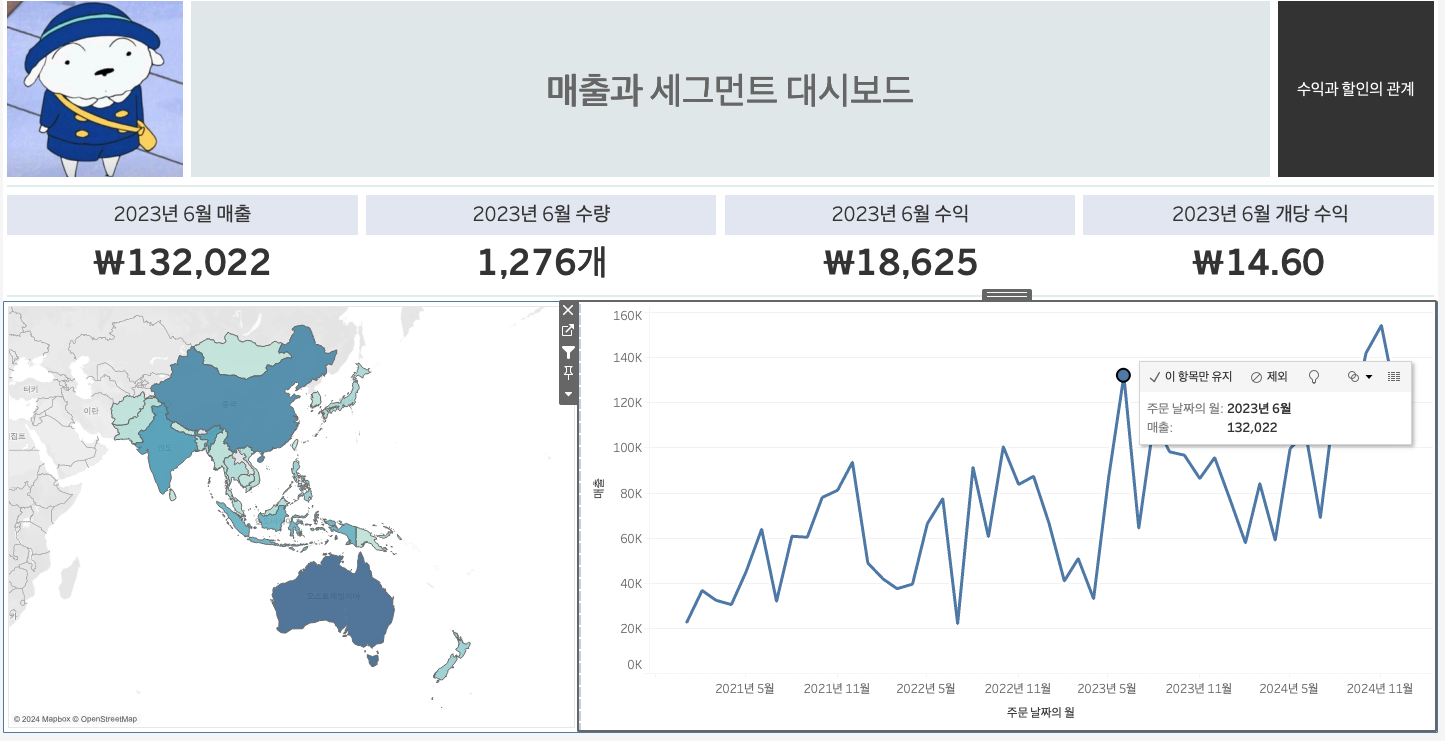 매출과 세그먼트 대시보드
수익과 할인의 관계
2023년 6월 매출
2023년 6월 수량
2023년 6월 수익
2023년 6월 개당 수익
₩132,022
1,276개
₩18,625
₩14.60
터키
이란
중국
인도
오스트레일리아
© 2024 Mapbox © OpenStreetMap
160K
140K
120K
100K
80K
60K
40K
20K
0K
매출
이 항목만 유지
제외
주문 날짜의 월: 2023년 6월
매출: 132,022
2021년 5월
2021년 11월
2022년 5월
2022년 11월
2023년 5월
2023년 11월
2024년 5월
2024년 11월
주문 날짜의 월